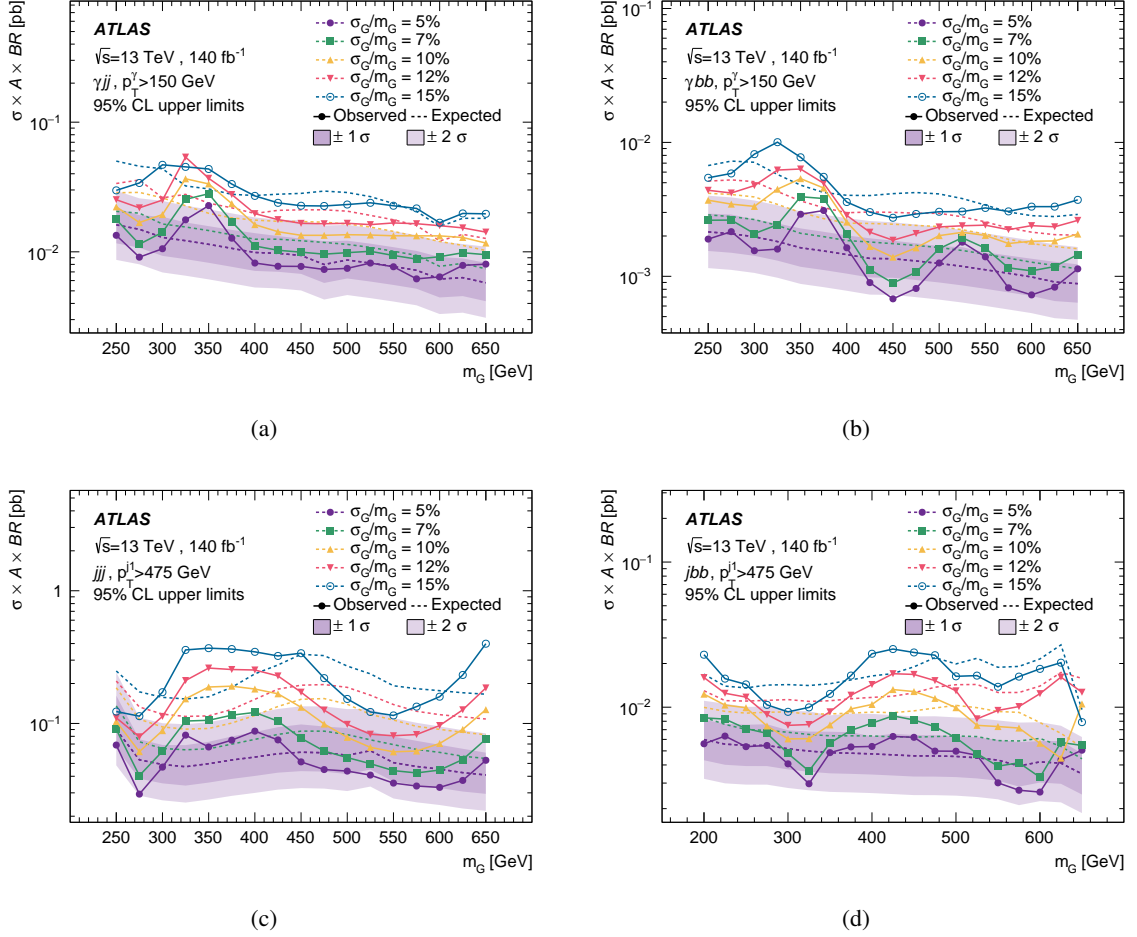 σ × A × BR [pb]
10⁻¹
10⁻²
ATLAS
√s=13 TeV , 140 fb⁻¹
γjj , p_T^γ>150 GeV
95% CL upper limits
σ_G/m_G = 5%
σ_G/m_G = 7%
σ_G/m_G = 10%
σ_G/m_G = 12%
σ_G/m_G = 15%
Observed Expected
± 1 σ ± 2 σ
250 300 350 400 450 500 550 600 650
m_G [GeV]
(a)
σ × A × BR [pb]
10⁻¹
10⁻²
10⁻³
ATLAS
√s=13 TeV , 140 fb⁻¹
γbb , p_T^γ>150 GeV
95% CL upper limits
σ_G/m_G = 5%
σ_G/m_G = 7%
σ_G/m_G = 10%
σ_G/m_G = 12%
σ_G/m_G = 15%
Observed Expected
± 1 σ ± 2 σ
250 300 350 400 450 500 550 600 650
m_G [GeV]
(b)
σ × A × BR [pb]
1
10⁻¹
ATLAS
√s=13 TeV , 140 fb⁻¹
jjj , p_T^j1>475 GeV
95% CL upper limits
σ_G/m_G = 5%
σ_G/m_G = 7%
σ_G/m_G = 10%
σ_G/m_G = 12%
σ_G/m_G = 15%
Observed Expected
± 1 σ ± 2 σ
250 300 350 400 450 500 550 600 650
m_G [GeV]
(c)
σ × A × BR [pb]
10⁻¹
10⁻²
ATLAS
√s=13 TeV , 140 fb⁻¹
jbb , p_T^j1>475 GeV
95% CL upper limits
σ_G/m_G = 5%
σ_G/m_G = 7%
σ_G/m_G = 10%
σ_G/m_G = 12%
σ_G/m_G = 15%
Observed Expected
± 1 σ ± 2 σ
200 300 400 500 600
m_G [GeV]
(d)